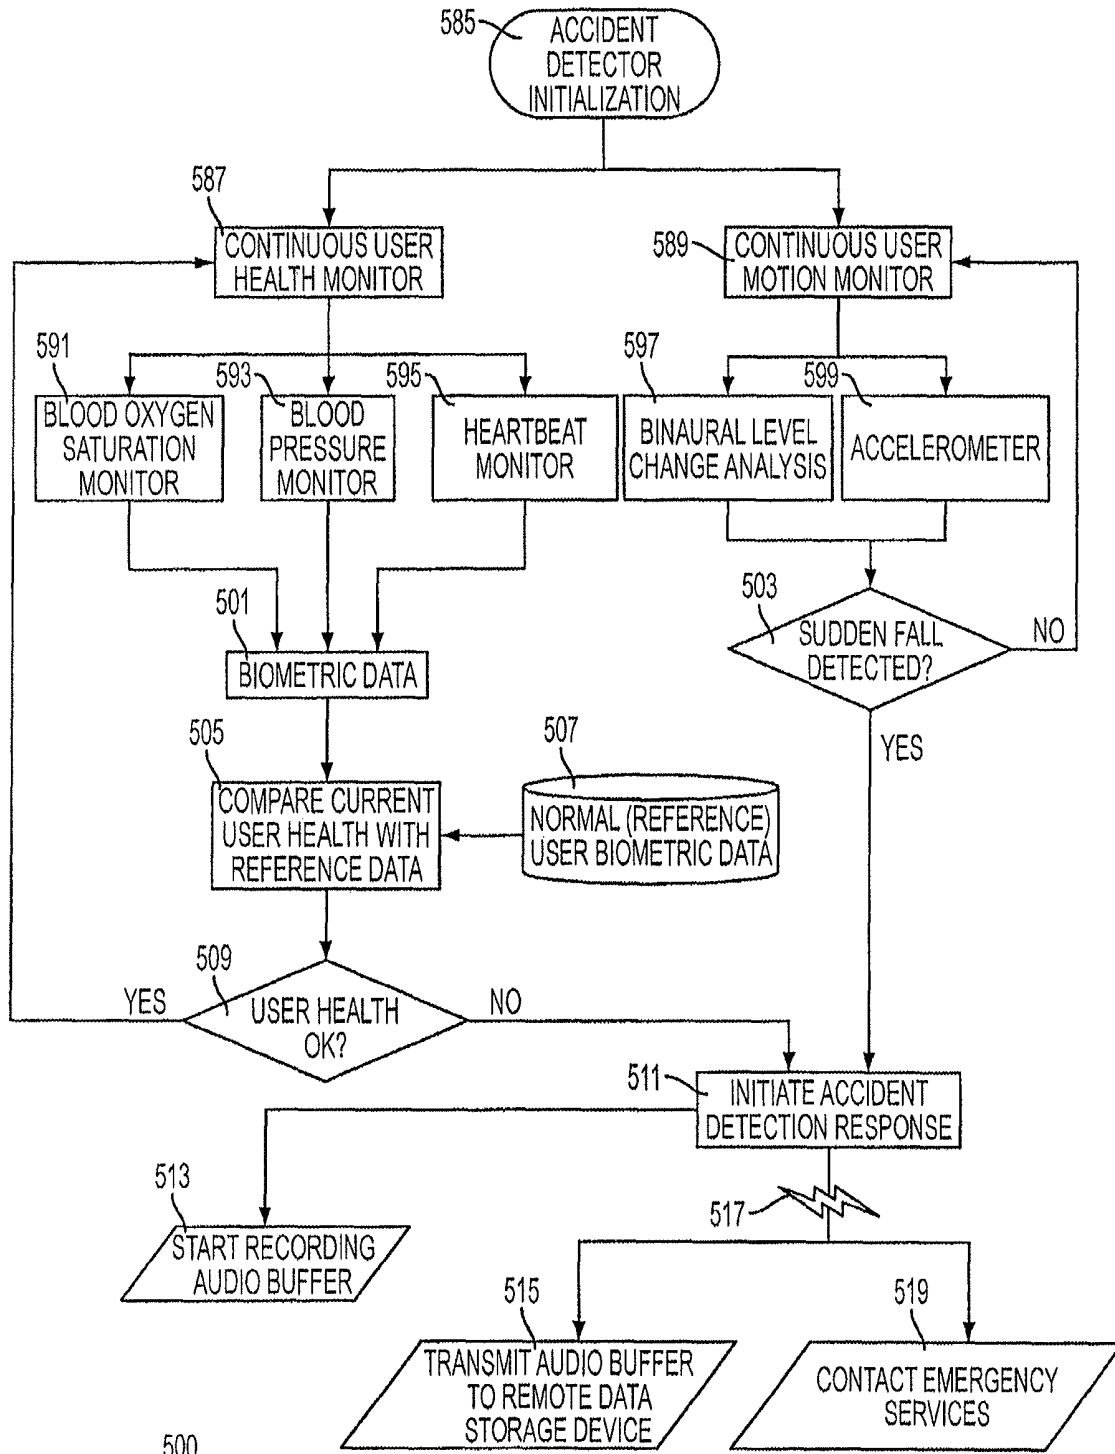 585
ACCIDENT
DETECTOR
INITIALIZATION
587
CONTINUOUS USER
HEALTH MONITOR
589
CONTINUOUS USER
MOTION MONITOR
591
BLOOD OXYGEN
SATURATION
MONITOR
593
BLOOD
PRESSURE
MONITOR
595
HEARTBEAT
MONITOR
597
BINAURAL LEVEL
CHANGE ANALYSIS
599
ACCELEROMETER
501
BIOMETRIC DATA
503
SUDDEN FALL
DETECTED?
NO
YES
505
COMPARE CURRENT
USER HEALTH WITH
REFERENCE DATA
507
NORMAL (REFERENCE)
USER BIOMETRIC DATA
509
YES
USER HEALTH
OK?
NO
511
INITIATE ACCIDENT
DETECTION RESPONSE
513
START RECORDING
AUDIO BUFFER
517
515
TRANSMIT AUDIO BUFFER
TO REMOTE DATA
STORAGE DEVICE
519
CONTACT EMERGENCY
SERVICES
500